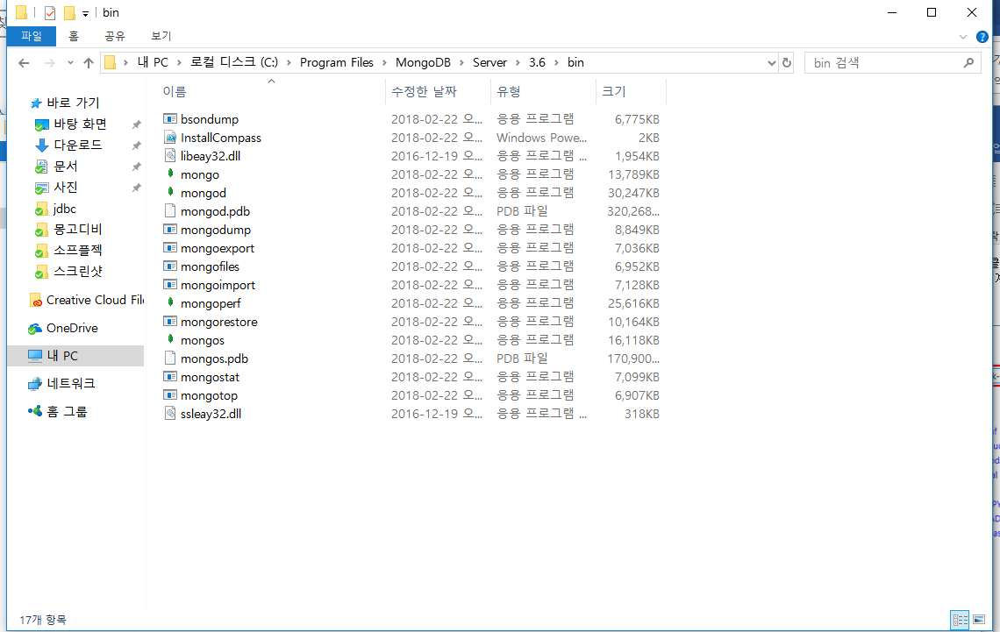 bin
파일 홈 공유 보기
내 PC 로컬 디스크 (C:) Program Files MongoDB Server 3.6 bin bin 검색
바로 가기
바탕 화면
다운로드
문서
사진
jdbc
몽고디비
소프플젝
스크린샷
Creative Cloud File
OneDrive
내 PC
네트워크
홈 그룹
이름 수정한 날짜 유형 크기
bsondump 2018-02-22 오... 응용 프로그램 6,775KB
InstallCompass 2018-02-22 오... Windows Powe... 2KB
libeay32.dll 2016-12-19 오... 응용 프로그램 ... 1,954KB
mongo 2018-02-22 오... 응용 프로그램 13,789KB
mongod 2018-02-22 오... 응용 프로그램 30,247KB
mongod.pdb 2018-02-22 오... PDB 파일 320,268...
mongodump 2018-02-22 오... 응용 프로그램 8,849KB
mongoexport 2018-02-22 오... 응용 프로그램 7,036KB
mongofiles 2018-02-22 오... 응용 프로그램 6,952KB
mongoimport 2018-02-22 오... 응용 프로그램 7,128KB
mongoperf 2018-02-22 오... 응용 프로그램 25,616KB
mongorestore 2018-02-22 오... 응용 프로그램 10,164KB
mongos 2018-02-22 오... 응용 프로그램 16,118KB
mongos.pdb 2018-02-22 오... PDB 파일 170,900...
mongostat 2018-02-22 오... 응용 프로그램 7,099KB
mongotop 2018-02-22 오... 응용 프로그램 6,907KB
ssleay32.dll 2016-12-19 오... 응용 프로그램 ... 318KB
17개 항목